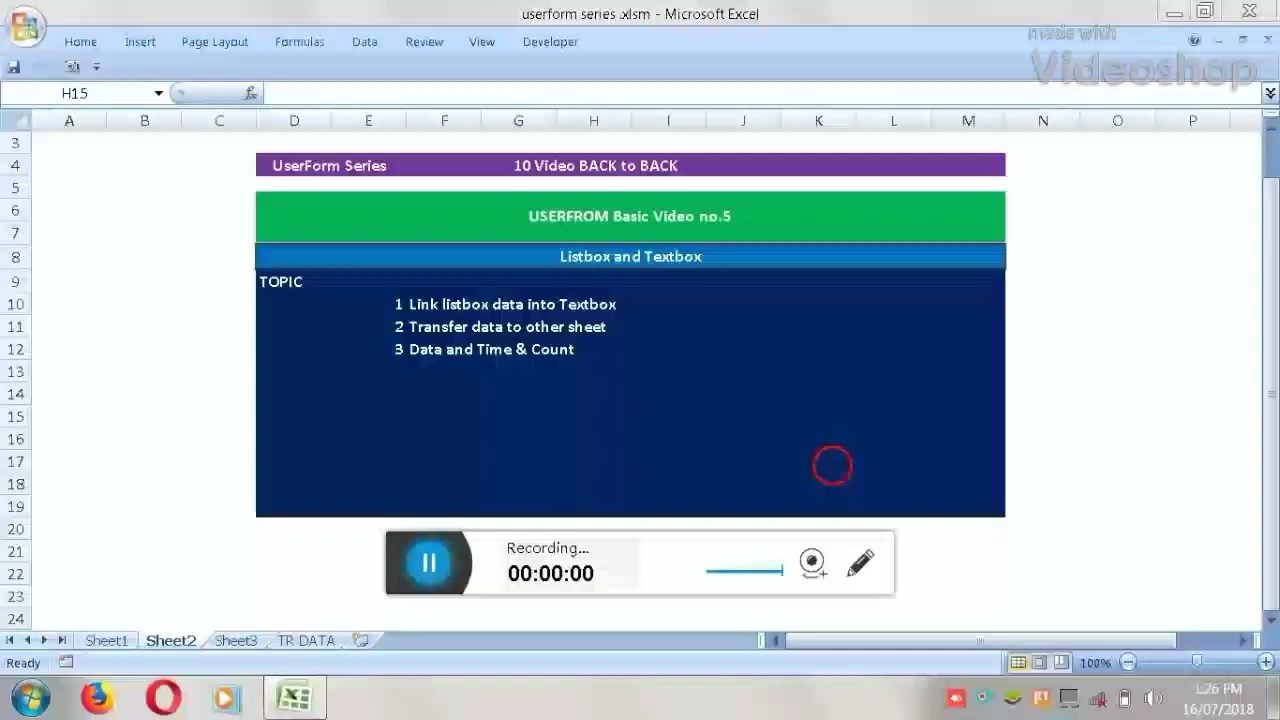 userform series .xlsm - Microsoft Excel
Home Insert Page Layout Formulas Data Review View Developer
made with
Videoshop
H15
A B C D E F G H I J K L M N O P
3
4 UserForm Series 10 Video BACK to BACK
5
6 USERFROM Basic Video no.5
7
8 Listbox and Textbox
9 TOPIC
10 1 Link listbox data into Textbox
11 2 Transfer data to other sheet
12 3 Data and Time & Count
13
14
15
16
17
18
19
20
21 Recording...
22 00:00:00
23
24
Sheet1 Sheet2 Sheet3 TR DATA
Ready 100%
1:26 PM
16/07/2018